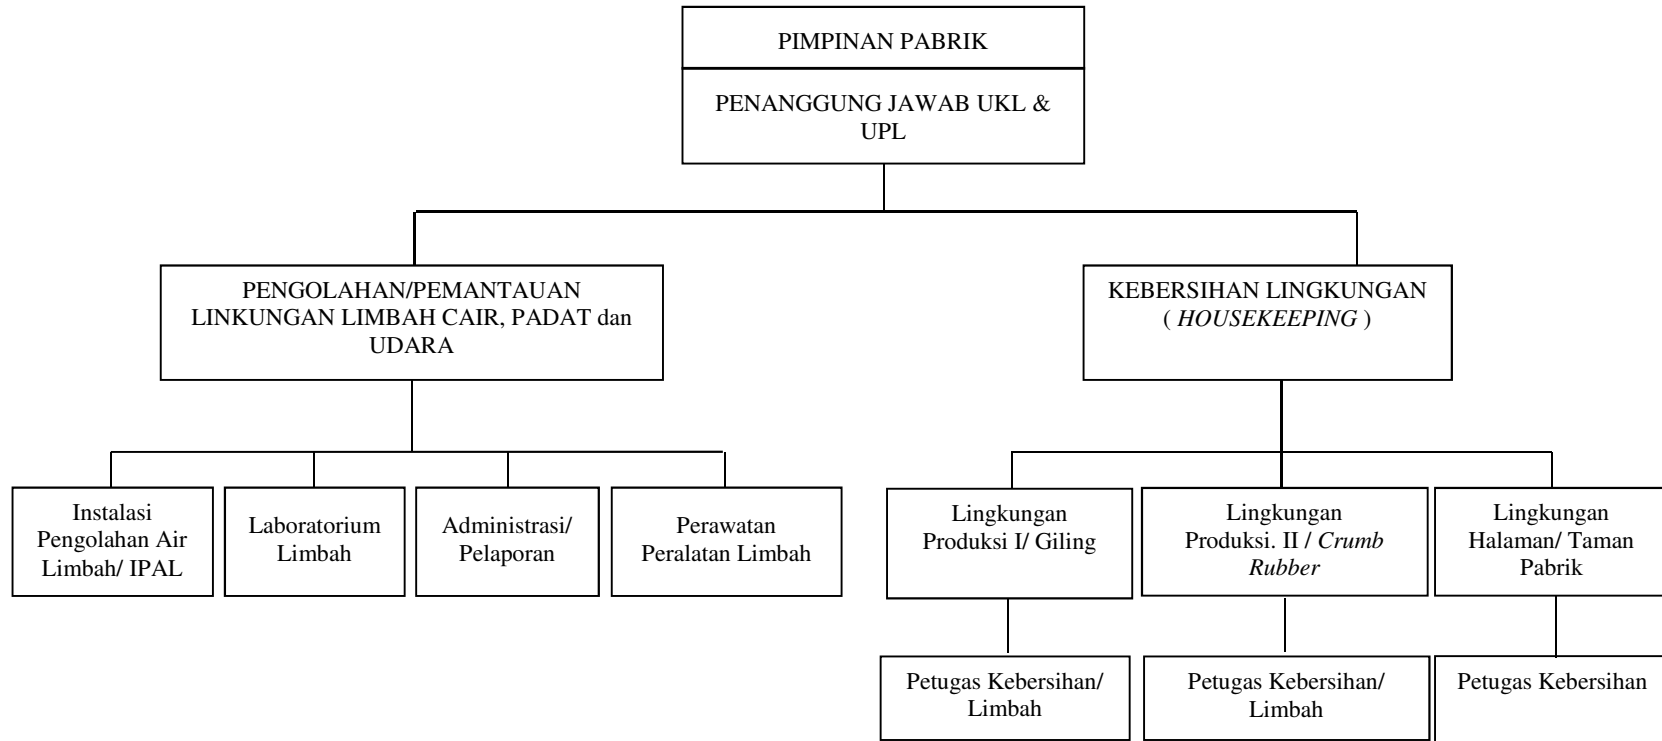 PIMPINAN PABRIK
PENANGGUNG JAWAB UKL &
UPL
PENGOLAHAN/PEMANTAUAN
LINKUNGAN LIMBAH CAIR, PADAT dan
UDARA
KEBERSIHAN LINGKUNGAN
( HOUSEKEEPING )
Instalasi
Pengolahan Air
Limbah/ IPAL
Laboratorium
Limbah
Administrasi/
Pelaporan
Perawatan
Peralatan Limbah
Lingkungan
Produksi I/ Giling
Lingkungan
Produksi. II / Crumb
Rubber
Lingkungan
Halaman/ Taman
Pabrik
Petugas Kebersihan/
Limbah
Petugas Kebersihan/
Limbah
Petugas Kebersihan